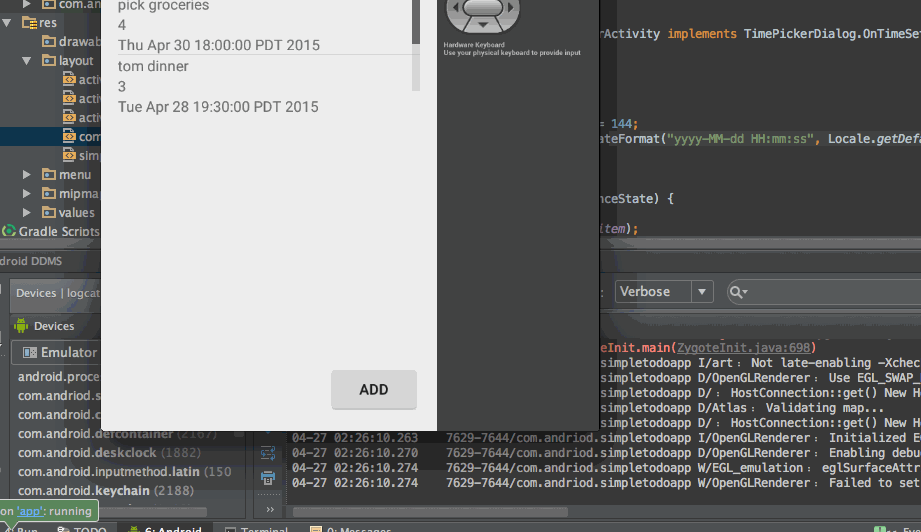 com.an
res
drawab
layout
activ
activ
activ
com
sim
menu
mipma
values
Gradle Scripts
pick groceries
4
Thu Apr 30 18:00:00 PDT 2015
tom dinner
3
Tue Apr 28 19:30:00 PDT 2015
ADD
Hardware Keyboard
Use your physical keyboard to provide input
rActivity implements TimePickerDialog.OnTimeSet
= 144;
ateFormat("yyyy-MM-dd HH:mm:ss", Locale.getDefa
nceState) {
item);
droid DDMS
Devices | logcat
Verbose
Devices
Emulator
android.proce
com.andriod.s
com.android.
com.android.
com.android.defcontainer (2167)
com.android.deskclock (1882)
com.android.inputmethod.latin (150
com.android.keychain (2188)
eInit.main(ZygoteInit.java:698)
simpletodoapp I/art: Not late-enabling -Xchec
simpletodoapp D/OpenGLRenderer: Use EGL_SWAP_
simpletodoapp D/: HostConnection::get() New Ho
simpletodoapp D/Atlas: Validating map...
simpletodoapp D/: HostConnection::get() New Ho
04-27 02:26:10.263 7629-7644/com.andriod.simpletodoapp I/OpenGLRenderer: Initialized E
04-27 02:26:10.270 7629-7644/com.andriod.simpletodoapp D/OpenGLRenderer: Enabling debu
04-27 02:26:10.274 7629-7644/com.andriod.simpletodoapp W/EGL_emulation: eglSurfaceAttr
04-27 02:26:10.274 7629-7644/com.andriod.simpletodoapp W/OpenGLRenderer: Failed to set
on 'app': running
Run
TODO
6: Android
Terminal
0: Messages